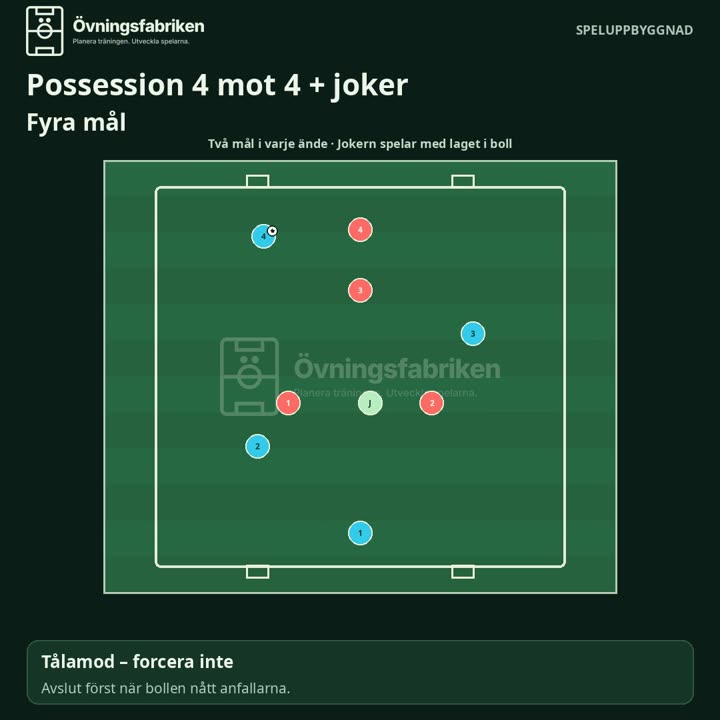 Övningsfabriken
Planera träningen. Utveckla spelarna.
SPELUPPBYGGNAD
Possession 4 mot 4 + joker
Fyra mål
Två mål i varje ände · Jokern spelar med laget i boll
4
4
3
3
Övningsfabriken
Planera träningen. Utveckla spelarna.
1
J
2
2
1
Tålamod – forcera inte
Avslut först när bollen nått anfallarna.